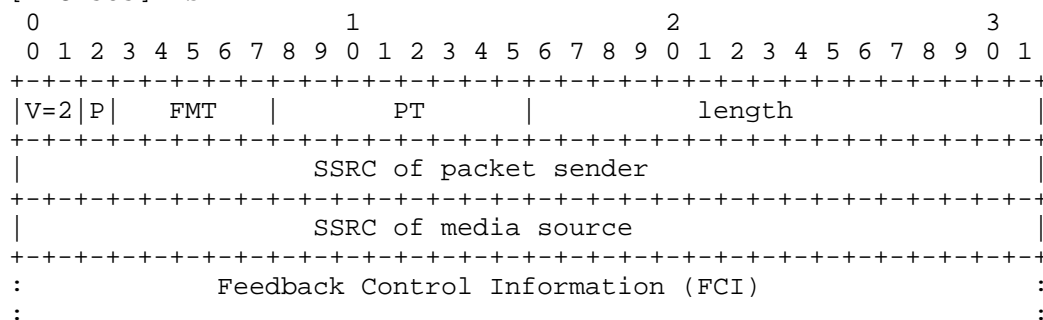 0                   1                   2                   3
0 1 2 3 4 5 6 7 8 9 0 1 2 3 4 5 6 7 8 9 0 1 2 3 4 5 6 7 8 9 0 1
+-+-+-+-+-+-+-+-+-+-+-+-+-+-+-+-+-+-+-+-+-+-+-+-+-+-+-+-+-+-+-+-+
|V=2|P|   FMT   |       PT      |          length               |
+-+-+-+-+-+-+-+-+-+-+-+-+-+-+-+-+-+-+-+-+-+-+-+-+-+-+-+-+-+-+-+-+
|                  SSRC of packet sender                        |
+-+-+-+-+-+-+-+-+-+-+-+-+-+-+-+-+-+-+-+-+-+-+-+-+-+-+-+-+-+-+-+-+
|                  SSRC of media source                         |
+-+-+-+-+-+-+-+-+-+-+-+-+-+-+-+-+-+-+-+-+-+-+-+-+-+-+-+-+-+-+-+-+
:            Feedback Control Information (FCI)                 :
:                                                               :